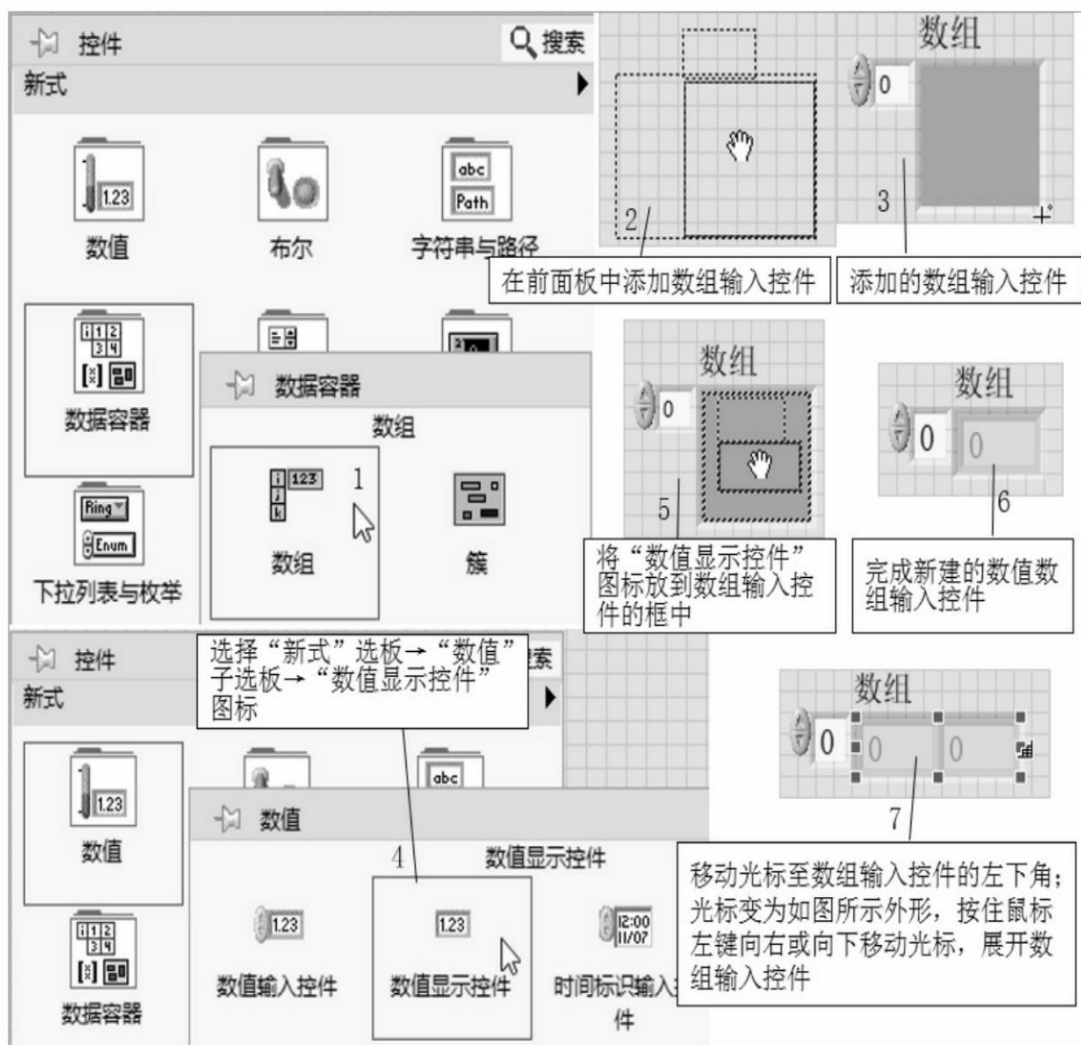 控件
搜索
新式
1.23
数值
布尔
abc
Path
字符串与路径
数据容器
Ring
Enum
下拉列表与枚举
数据容器
数组
123
1
数组
簇
2
在前面板中添加数组输入控件
数组
0
3
添加的数组输入控件
数组
0
5
将“数值显示控件”
图标放到数组输入控
件的框中
数组
0
0
6
完成新建的数值数
组输入控件
控件
搜索
新式
选择“新式”选板→“数值”
子选板→“数值显示控件”
图标
1.23
数值
abc
数据容器
数值
4
数值显示控件
1.23
数值输入控件
1.23
数值显示控件
12:00
11/07
时间标识输入
件
数组
0
0
0
7
移动光标至数组输入控件的左下角；
光标变为如图所示外形，按住鼠标
左键向右或向下移动光标，展开数
组输入控件